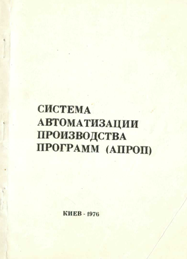 СИСТЕМА
АВТОМАТИЗАЦИИ
ПРОИЗВОДСТВА
ПРОГРАММ (АПРОП)
КИЕВ - 1976